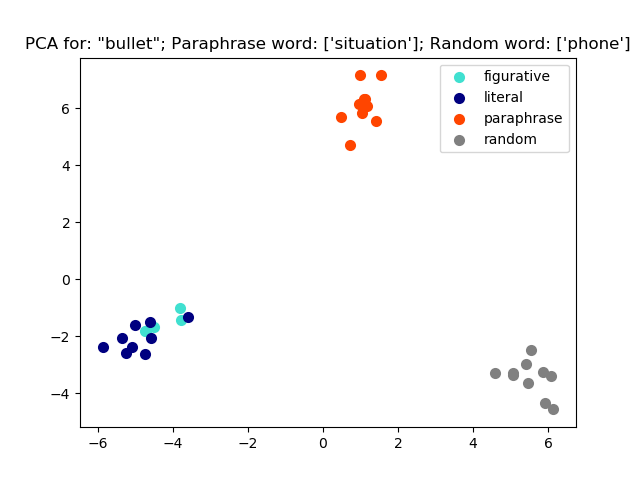 PCA for: "bullet"; Paraphrase word: ['situation']; Random word: ['phone']
figurative
literal
paraphrase
random
6
4
2
0
−2
−4
−6 −4 −2 0 2 4 6